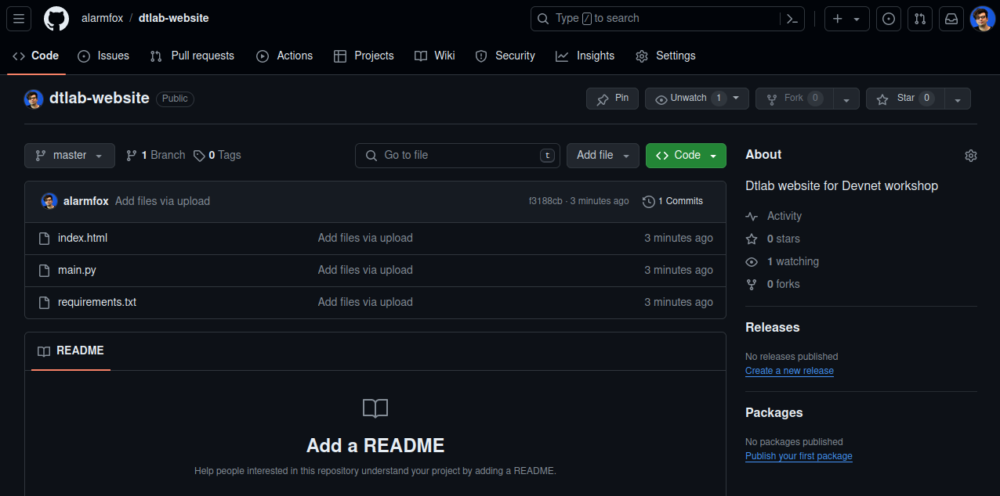 alarmfox / dtlab-website Type / to search
Code Issues Pull requests Actions Projects Wiki Security Insights Settings
dtlab-website Public Pin Unwatch 1 Fork 0 Star 0
master 1 Branch 0 Tags Go to file t Add file Code
alarmfox Add files via upload f3188cb · 3 minutes ago 1 Commits
index.html Add files via upload 3 minutes ago
main.py Add files via upload 3 minutes ago
requirements.txt Add files via upload 3 minutes ago
README
Add a README
Help people interested in this repository understand your project by adding a README.
About
Dtlab website for Devnet workshop
Activity
0 stars
1 watching
0 forks
Releases
No releases published
Create a new release
Packages
No packages published
Publish your first package